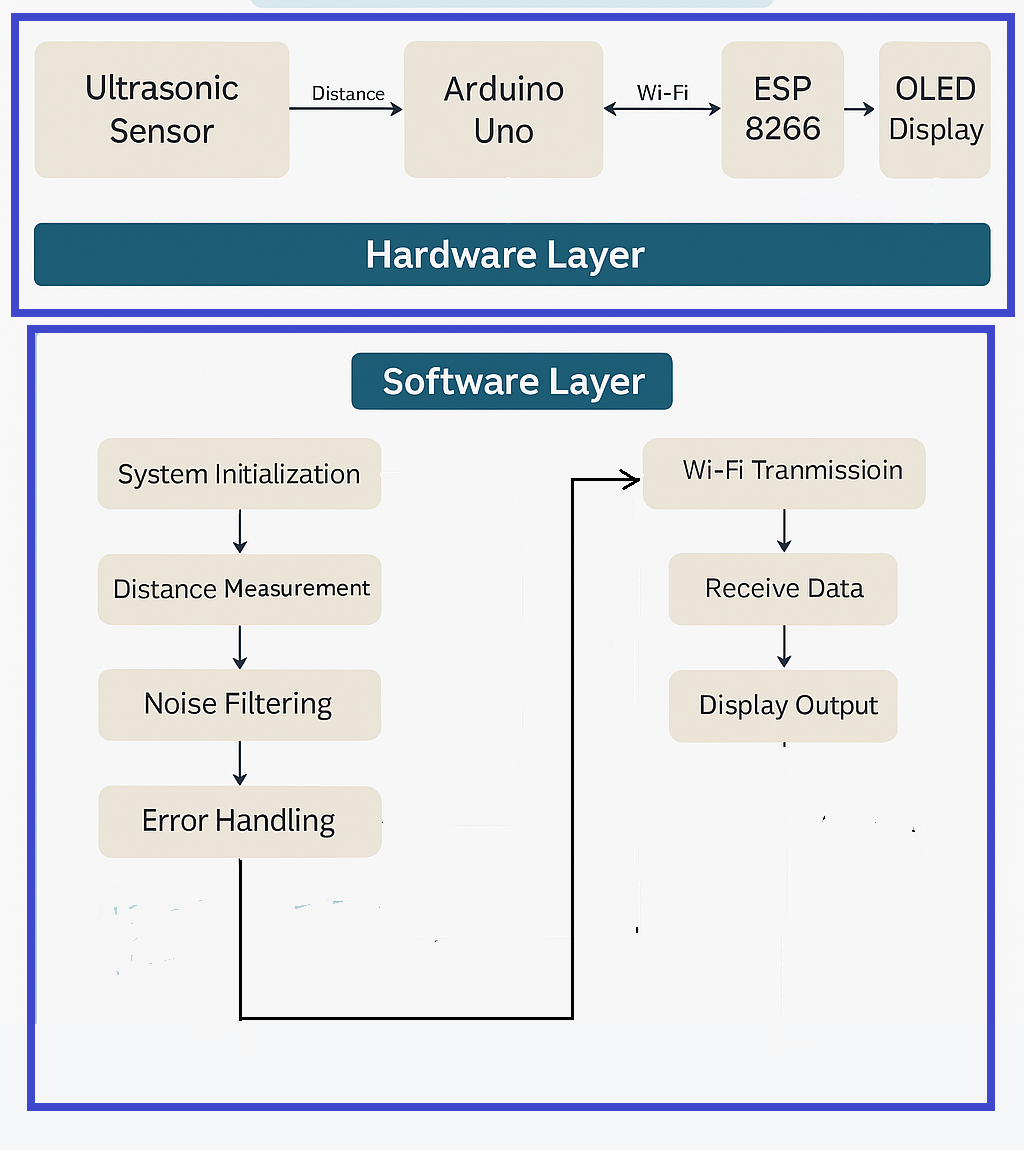 Ultrasonic
Sensor
Distance
Arduino
Uno
Wi-Fi
ESP
8266
OLED
Display
Hardware Layer
Software Layer
System Initialization
Distance Measurement
Noise Filtering
Error Handling
Wi-Fi Tranmissioin
Receive Data
Display Output